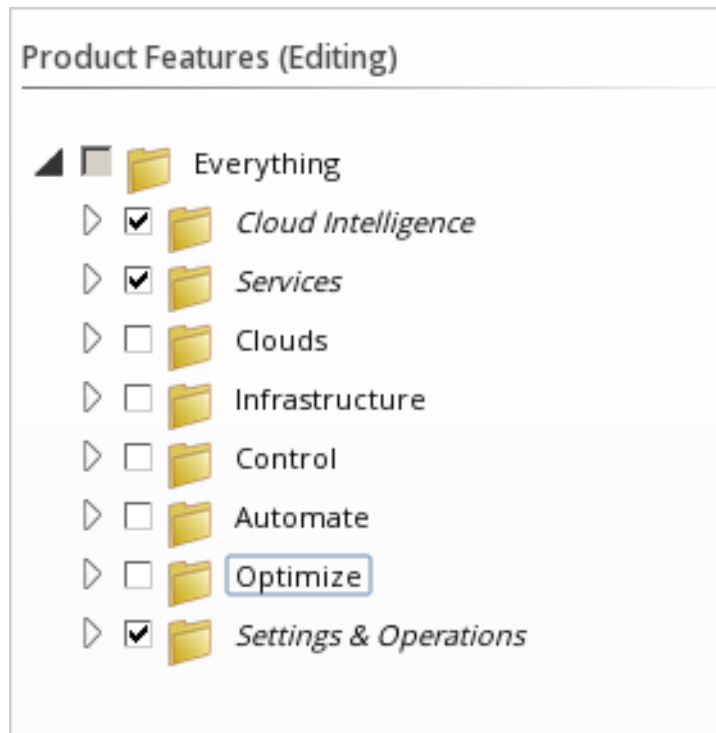 Product Features (Editing)
Everything
Cloud Intelligence
Services
Clouds
Infrastructure
Control
Automate
Optimize
Settings & Operations